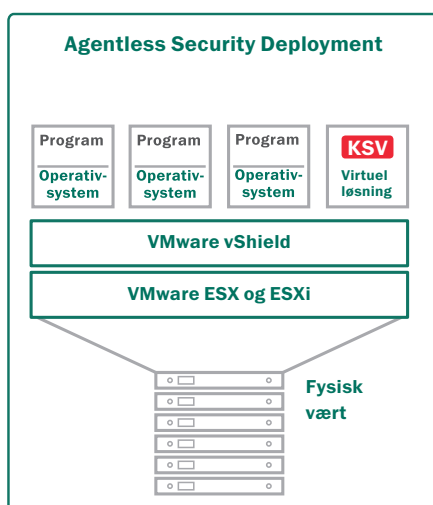 Agentless Security Deployment
Program
Operativ-
system
Program
Operativ-
system
Program
Operativ-
system
KSV
Virtuel
løsning
VMware vShield
VMware ESX og ESXi
Fysisk
vært